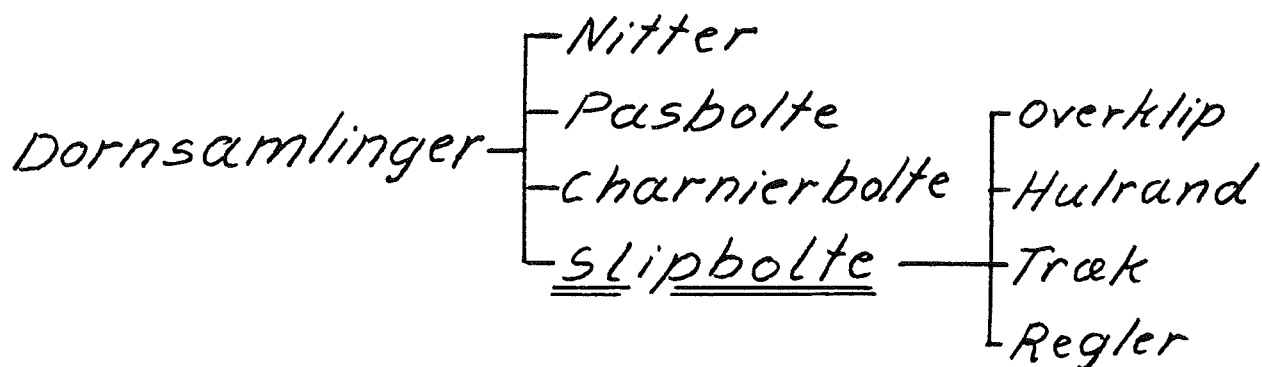 Dornsamlinger
Nitter
Pasbolte
Charnierbolte
Slipbolte
Overklip
Hulrand
Træk
Regler